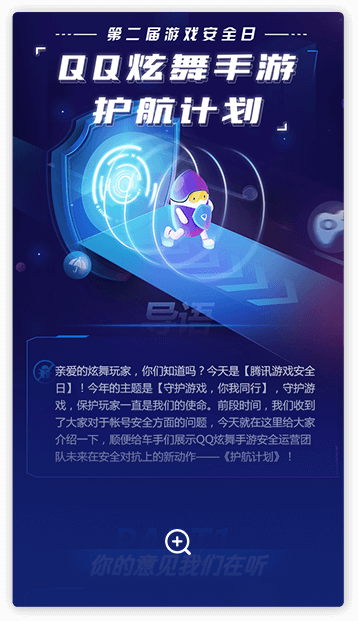 第二届游戏安全日
QQ炫舞手游
护航计划
导语
亲爱的炫舞玩家，你们知道吗？今天是【腾讯游戏安全
日】！今年的主题是【守护游戏，你我同行】，守护游
戏，保护玩家一直是我们的使命。前段时间，我们收到
了大家对于帐号安全方面的问题，今天就在这里给大家
介绍一下，顺便给车手们展示QQ炫舞手游安全运营团
队未来在安全对抗上的新动作——《护航计划》！
PART1
你的意见我们在听